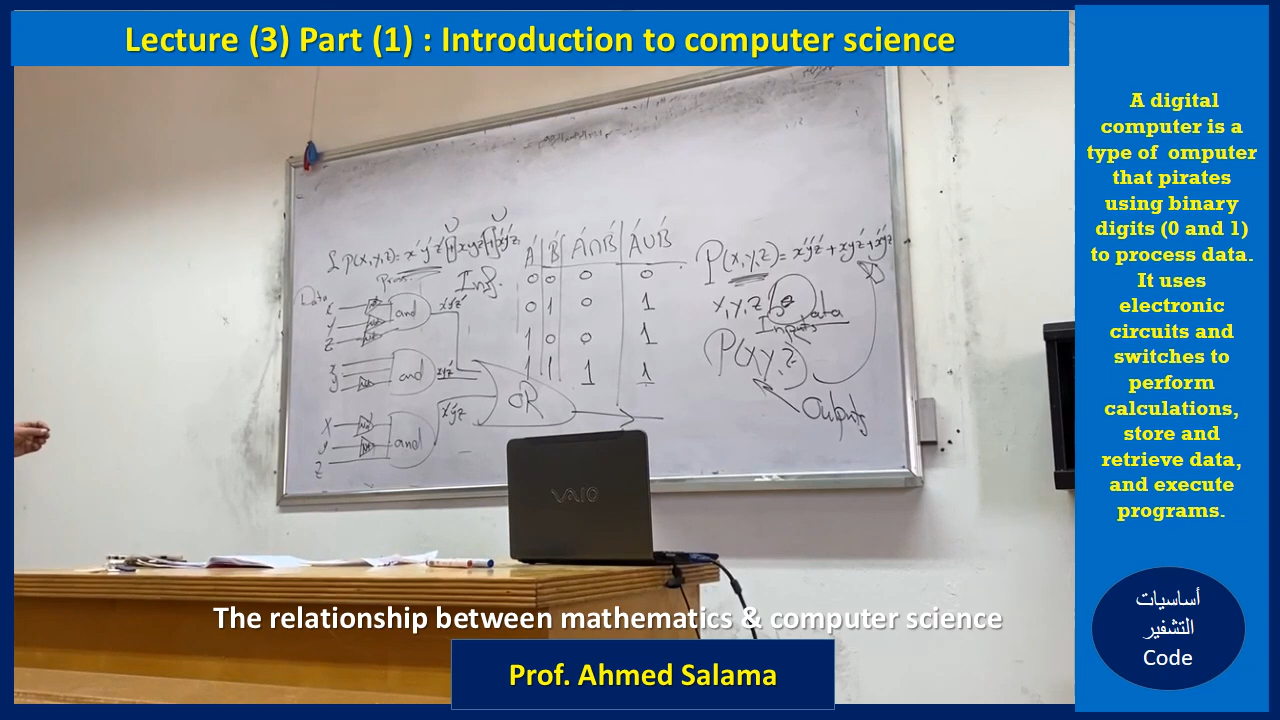 Lecture (3) Part (1) : Introduction to computer science
A digital
computer is a
type of omputer
that pirates
using binary
digits (0 and 1)
to process data.
It uses
electronic
circuits and
switches to
perform
calculations,
store and
retrieve data,
and execute
programs.
أساسيات
التشفير
Code
Data
x
y
z
and
and
X
y
z
and
OR
A' B' A'∩B' A'∪B'
0 0 0 0
0 1 0 1
1 0 0 1
1 1 1 1
P(x,y,z) = x'y'z' + xyz' + x'y'z
x,y,z
Inputs
P(x,y,z)
Outputs
VAIO
The relationship between mathematics & computer science
Prof. Ahmed Salama